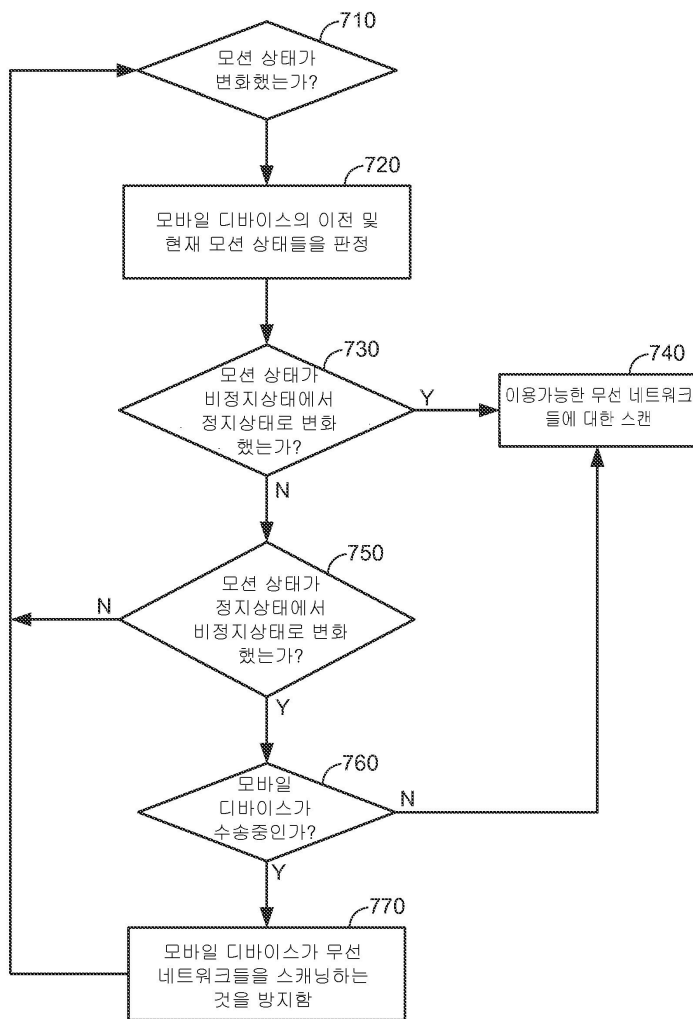 710
모션 상태가
변화했는가?
720
모바일 디바이스의 이전 및
현재 모션 상태들을 판정
730
모션 상태가
비정지상태에서
정지상태로 변화
했는가?
Y
740
이용가능한 무선 네트워크
들에 대한 스캔
N
750
모션 상태가
정지상태에서
비정지상태로 변화
했는가?
N
Y
760
모바일
디바이스가
수송중인가?
N
Y
770
모바일 디바이스가 무선
네트워크들을 스캐닝하는
것을 방지함